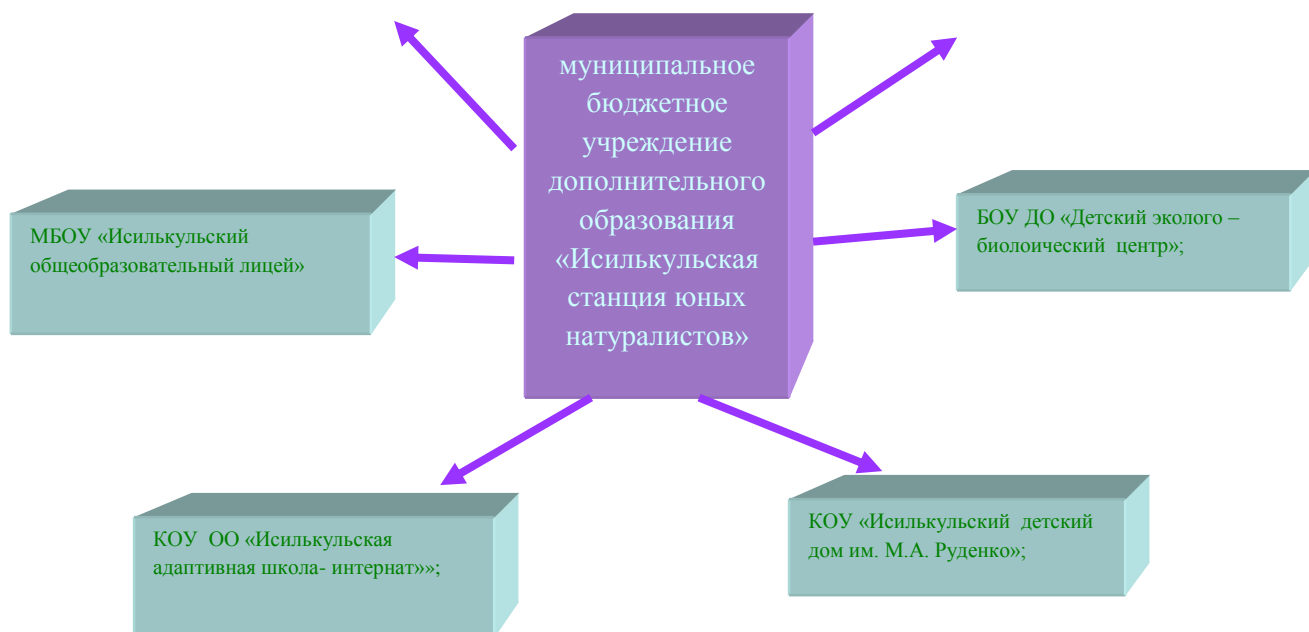 муниципальное
бюджетное
учреждение
дополнительного
образования
«Исилькульская
станция юных
натуралистов»
МБОУ «Исилькульский
общеобразовательный лицей»
БОУ ДО «Детский эколого –
биолоический центр»;
КОУ ОО «Исилькульская
адаптивная школа- интернат»»;
КОУ «Исилькульский детский
дом им. М.А. Руденко»;